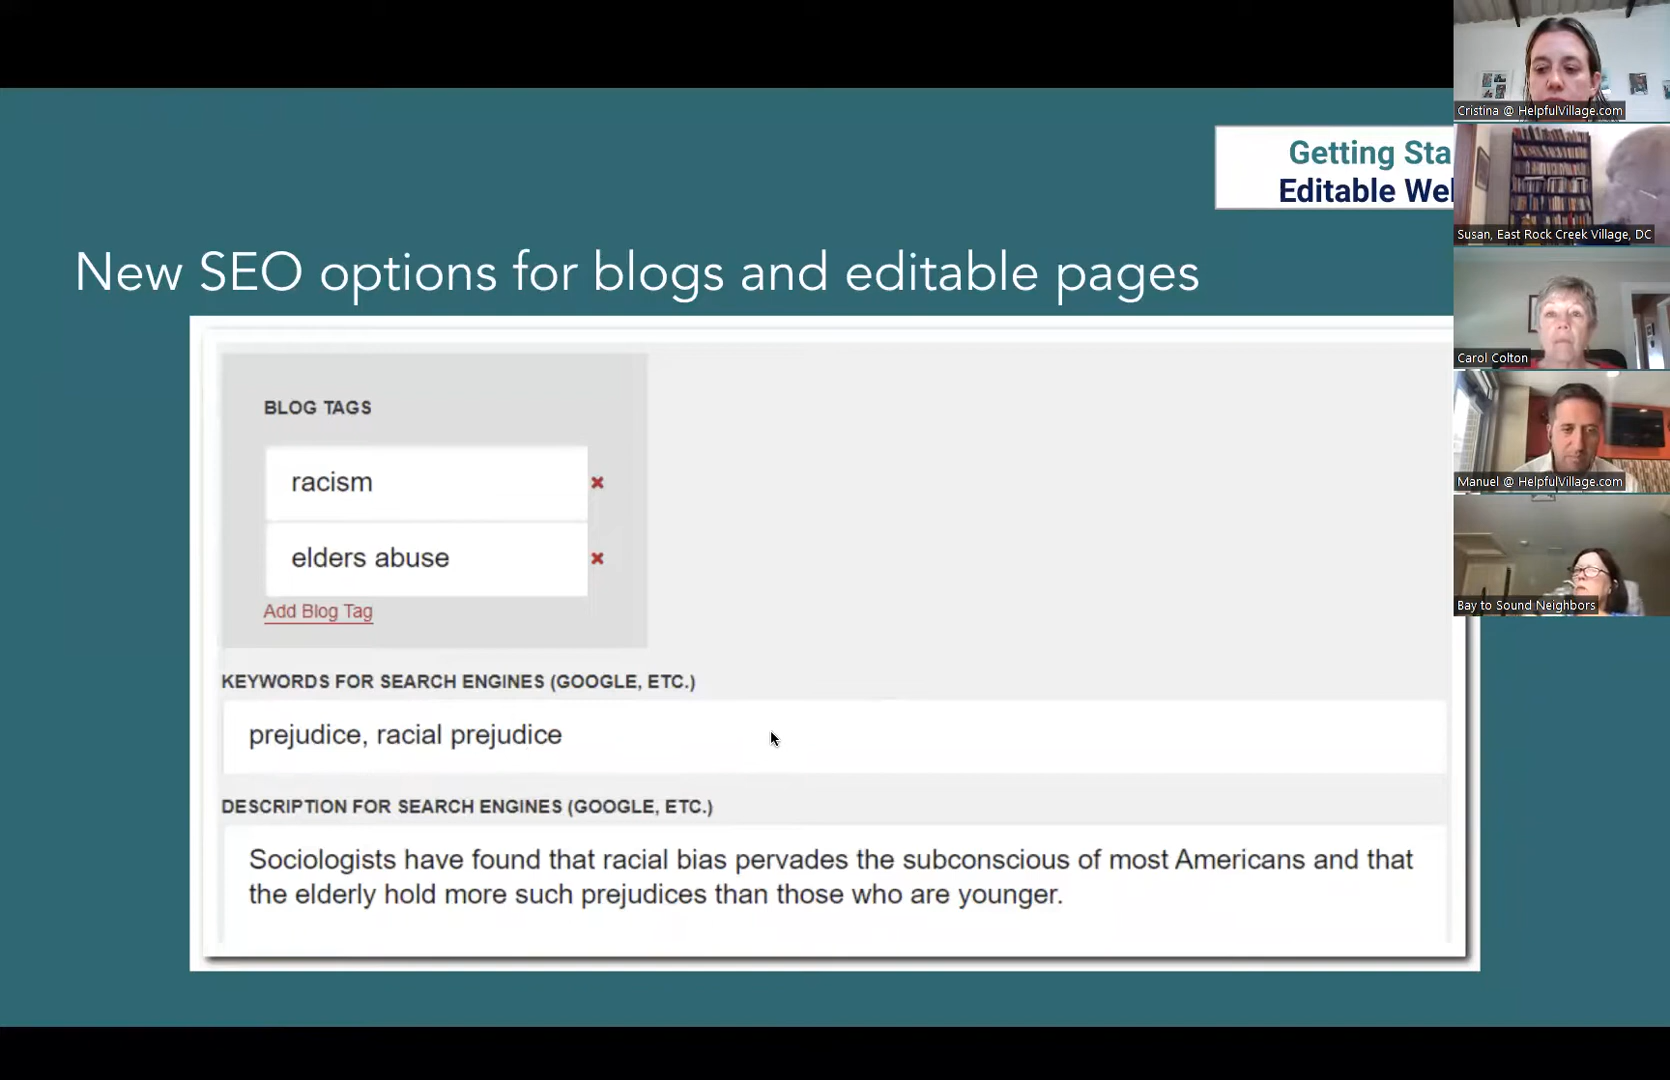 Getting Sta
Editable Wel
New SEO options for blogs and editable pages
BLOG TAGS
racism
elders abuse
Add Blog Tag
KEYWORDS FOR SEARCH ENGINES (GOOGLE, ETC.)
prejudice, racial prejudice
DESCRIPTION FOR SEARCH ENGINES (GOOGLE, ETC.)
Sociologists have found that racial bias pervades the subconscious of most Americans and that
the elderly hold more such prejudices than those who are younger.
Cristina @ HelpfulVillage.com
Susan, East Rock Creek Village, DC
Carol Colton
Manuel @ HelpfulVillage.com
Bay to Sound Neighbors